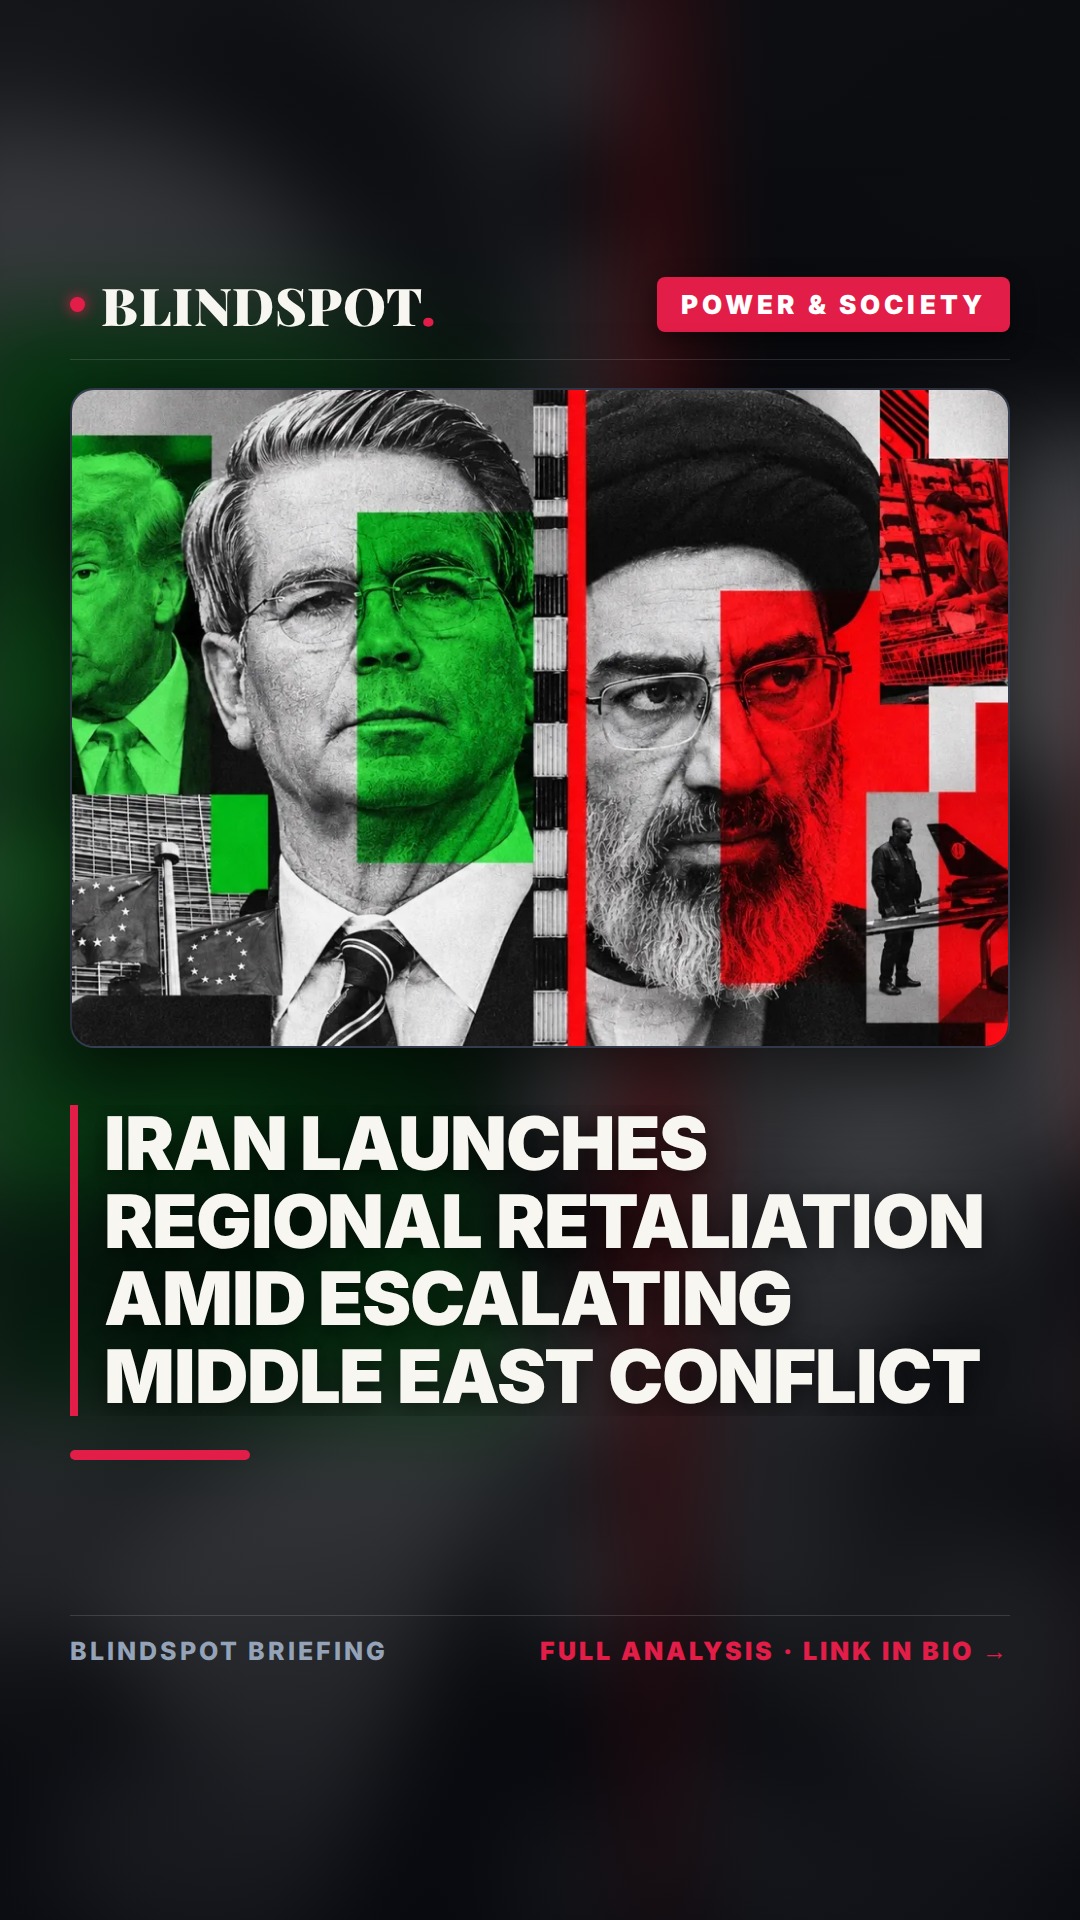 BLINDSPOT.
POWER & SOCIETY
IRAN LAUNCHES
REGIONAL RETALIATION
AMID ESCALATING
MIDDLE EAST CONFLICT
BLINDSPOT BRIEFING
FULL ANALYSIS · LINK IN BIO →